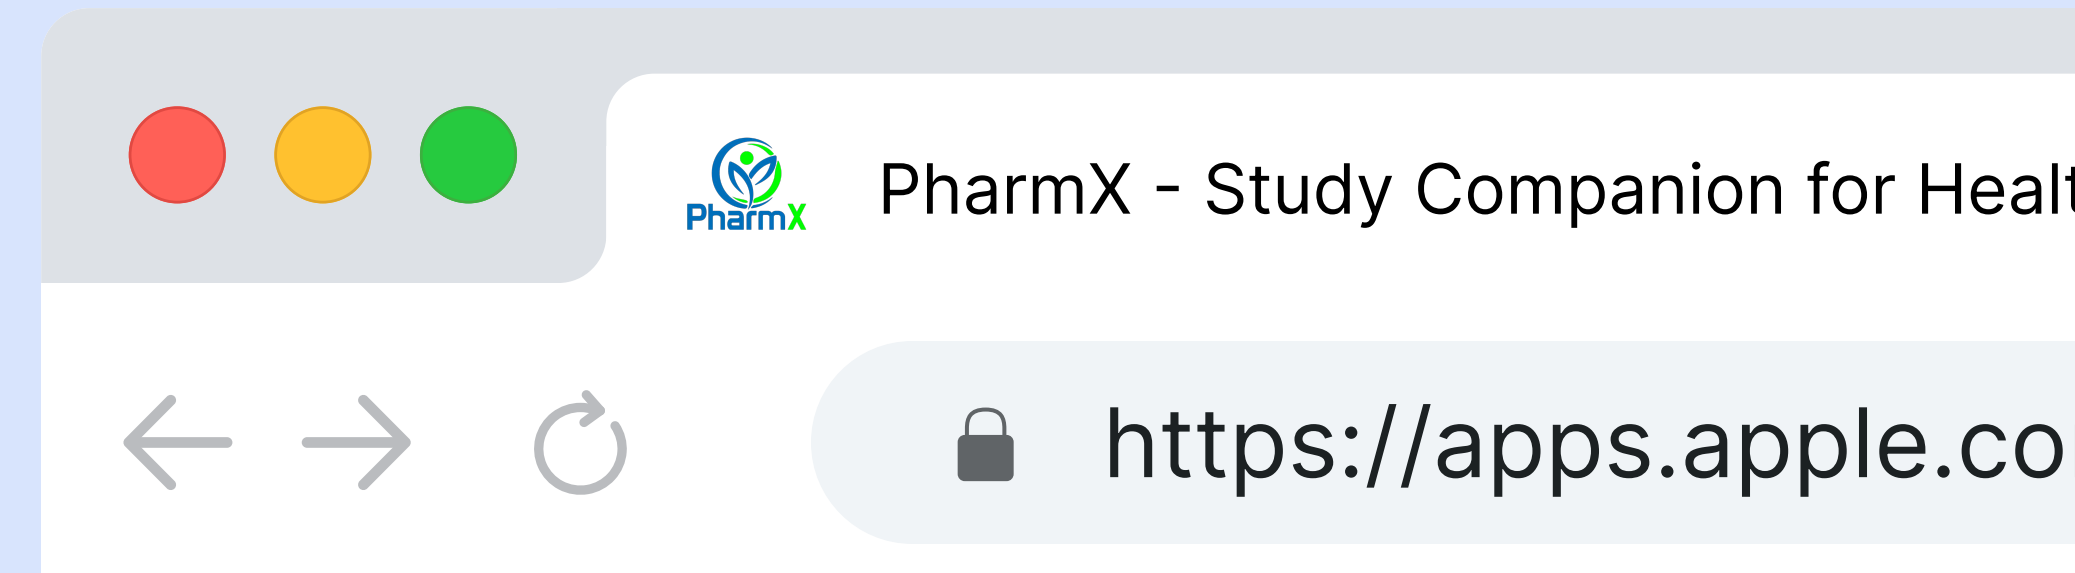 PharmX
PharmX - Study Companion for Healt
https://apps.apple.co